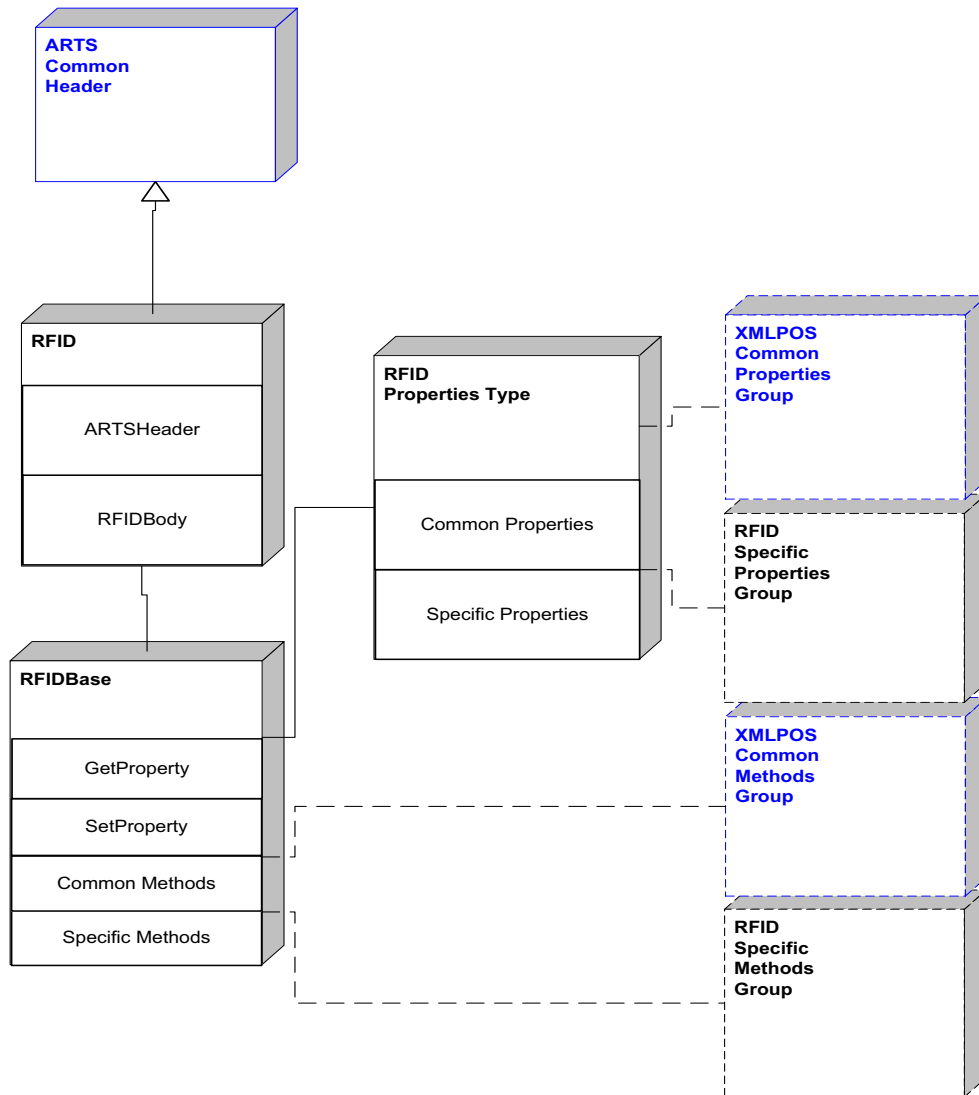 ARTS
Common
Header
RFID
ARTSHeader
RFIDBody
RFIDBase
GetProperty
SetProperty
Common Methods
Specific Methods
RFID
Properties Type
Common Properties
Specific Properties
XMLPOS
Common
Properties
Group
RFID
Specific
Properties
Group
XMLPOS
Common
Methods
Group
RFID
Specific
Methods
Group